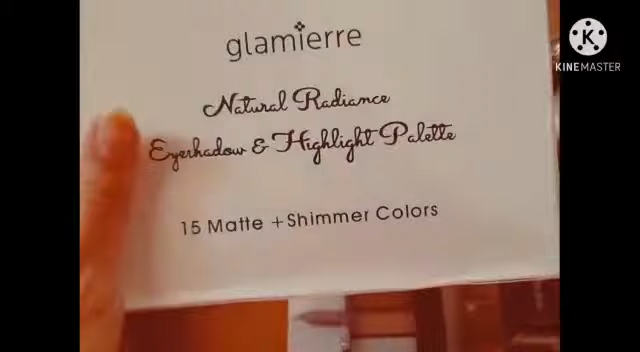 glamierre
Natural Radiance
Eyeshadow & Highlight Palette
15 Matte + Shimmer Colors
K
KINEMASTER